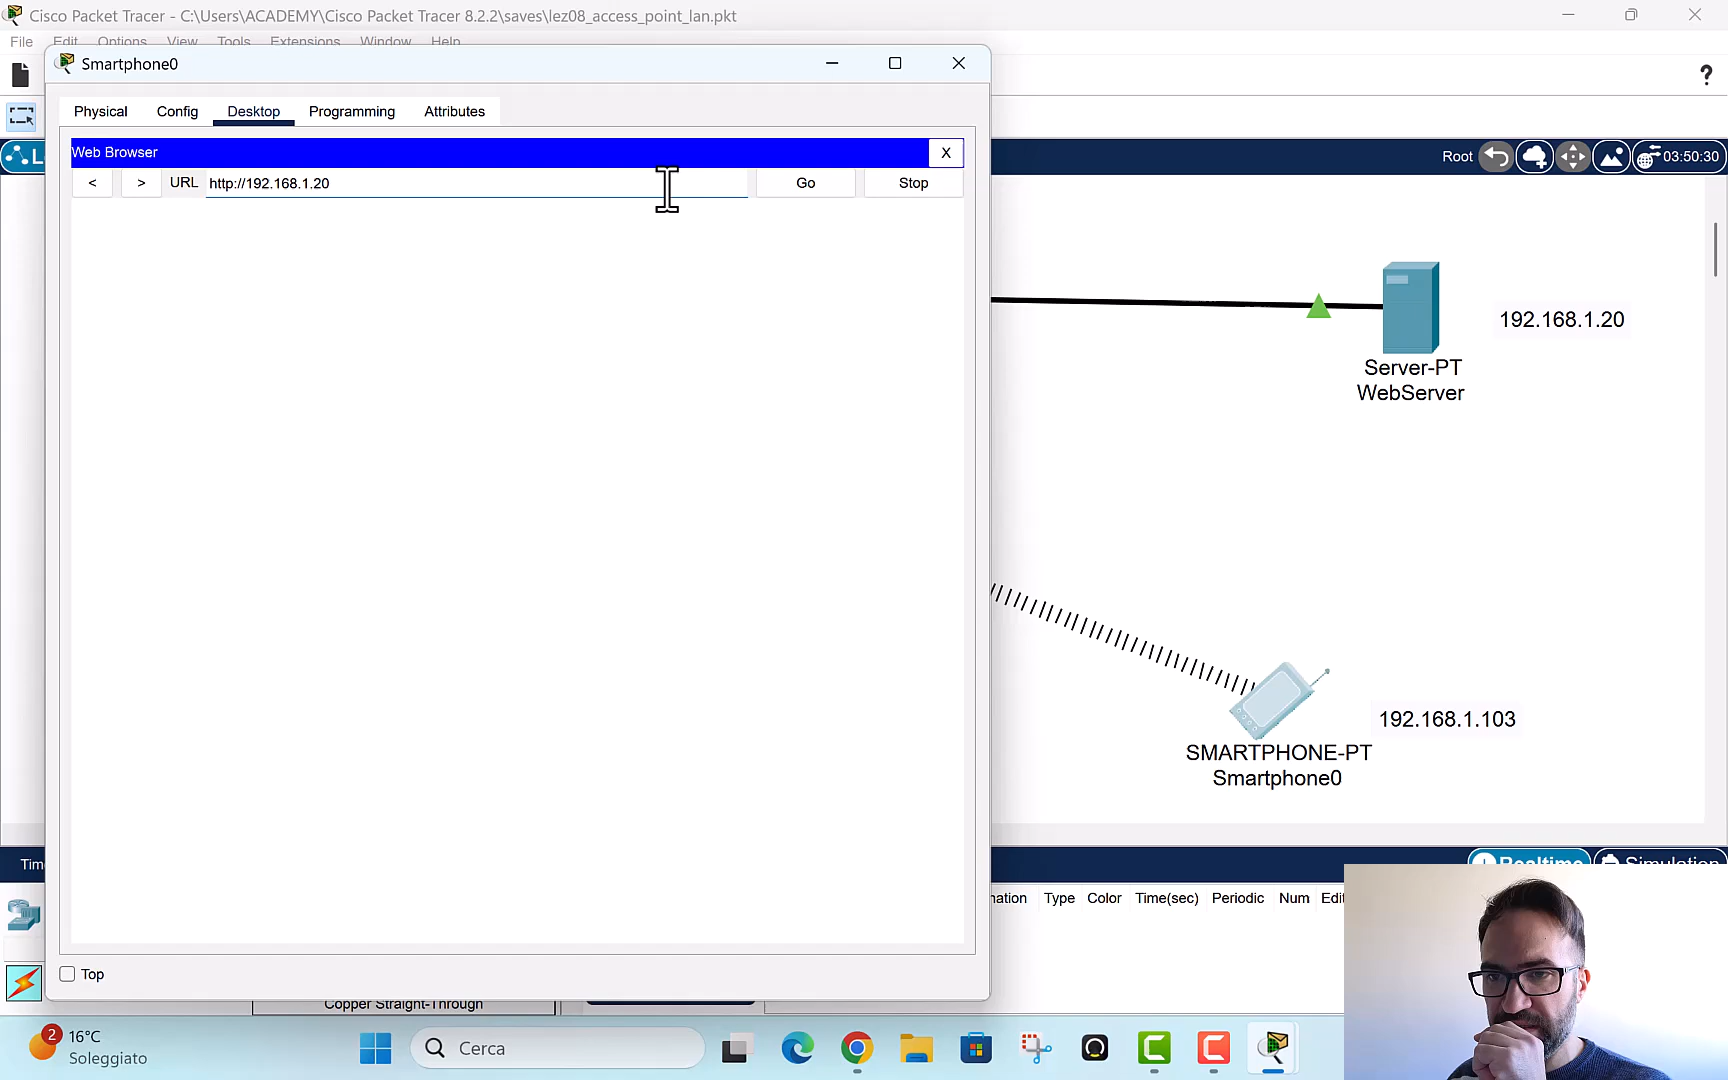 Cisco Packet Tracer - C:\Users\ACADEMY\Cisco Packet Tracer 8.2.2\saves\lez08_access_point_lan.pkt
File Edit Options View Tools Extensions Window Help
Smartphone0
?
Physical Config Desktop Programming Attributes
Web Browser X
< > URL http://192.168.1.20 Go Stop
Root 03:50:30
192.168.1.20
Server-PT
WebServer
192.168.1.103
SMARTPHONE-PT
Smartphone0
Realtime Simulation
Type Color Time(sec) Periodic Num
Top
Copper Straight-Through
2
16°C
Soleggiato
Cerca